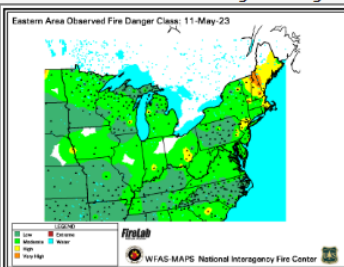 Eastern Area Observed Fire Danger Class: 11-May-23
LEGEND
Low
Moderate
High
Very High
Extreme
Water
FireLab
WFAS-MAPS National Interagency Fire Center